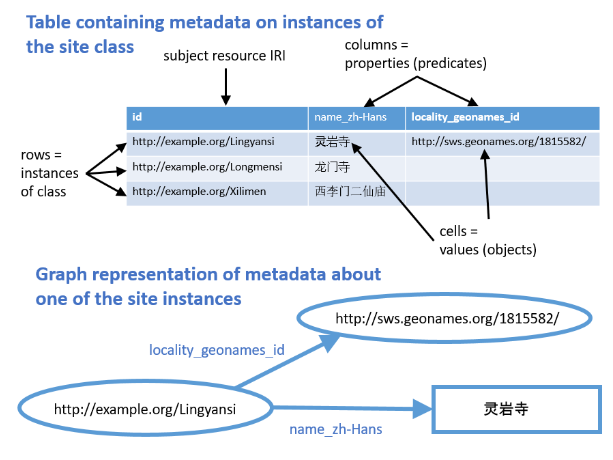 Table containing metadata on instances of
the site class
subject resource IRI
columns =
properties (predicates)
id name_zh-Hans locality_geonames_id
http://example.org/Lingyansi 灵岩寺 http://sws.geonames.org/1815582/
http://example.org/Longmensi 龙门寺
http://example.org/Xilimen 西李门二仙庙
rows =
instances
of class
cells =
values (objects)
Graph representation of metadata about
one of the site instances
http://sws.geonames.org/1815582/
locality_geonames_id
http://example.org/Lingyansi
灵岩寺
name_zh-Hans